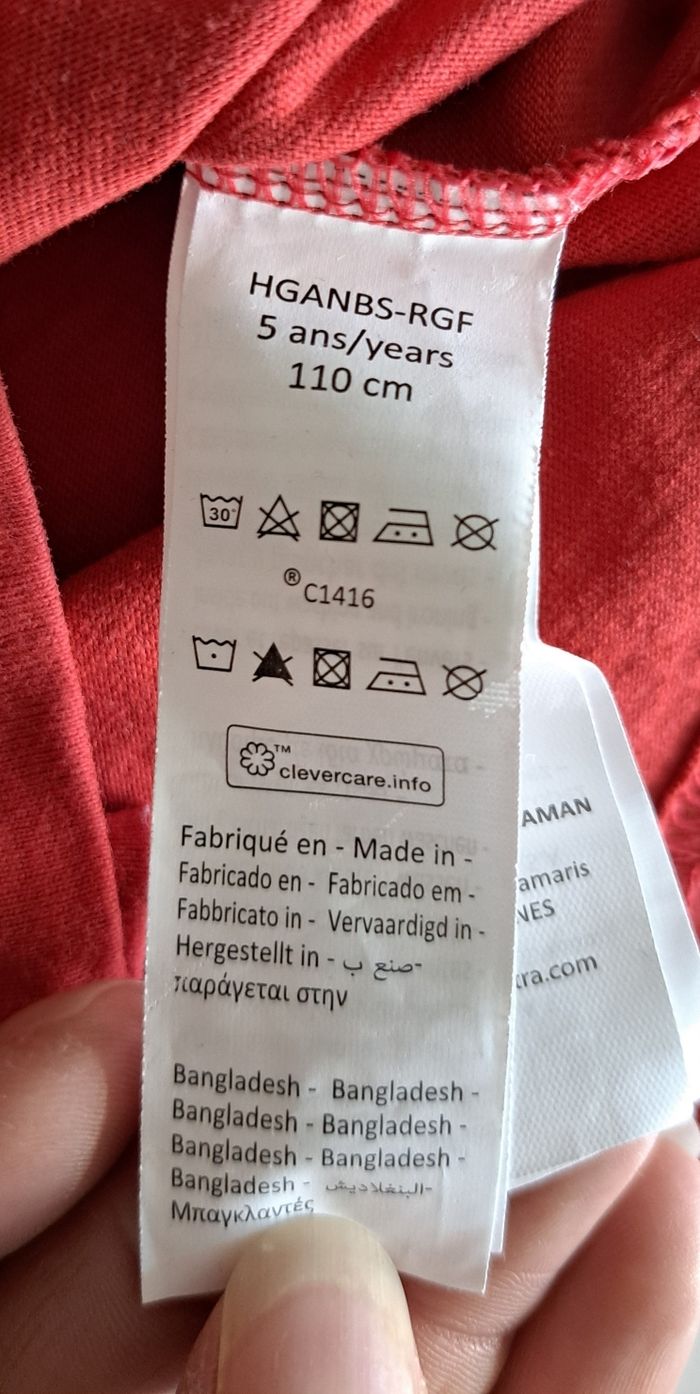 HGANBS-RGF
5 ans/years
110 cm
30°
® C1416
™
clevercare.info
Fabriqué en - Made in -
Fabricado en - Fabricado em -
Fabbricato in - Vervaardigd in -
Hergestellt in - صنع ب-
παράγεται στην
Bangladesh - Bangladesh -
Bangladesh - Bangladesh -
Bangladesh - Bangladesh -
Bangladesh - البنغلاديش-
Μπαγκλαντές
AMAN
amaris
NES
tra.com